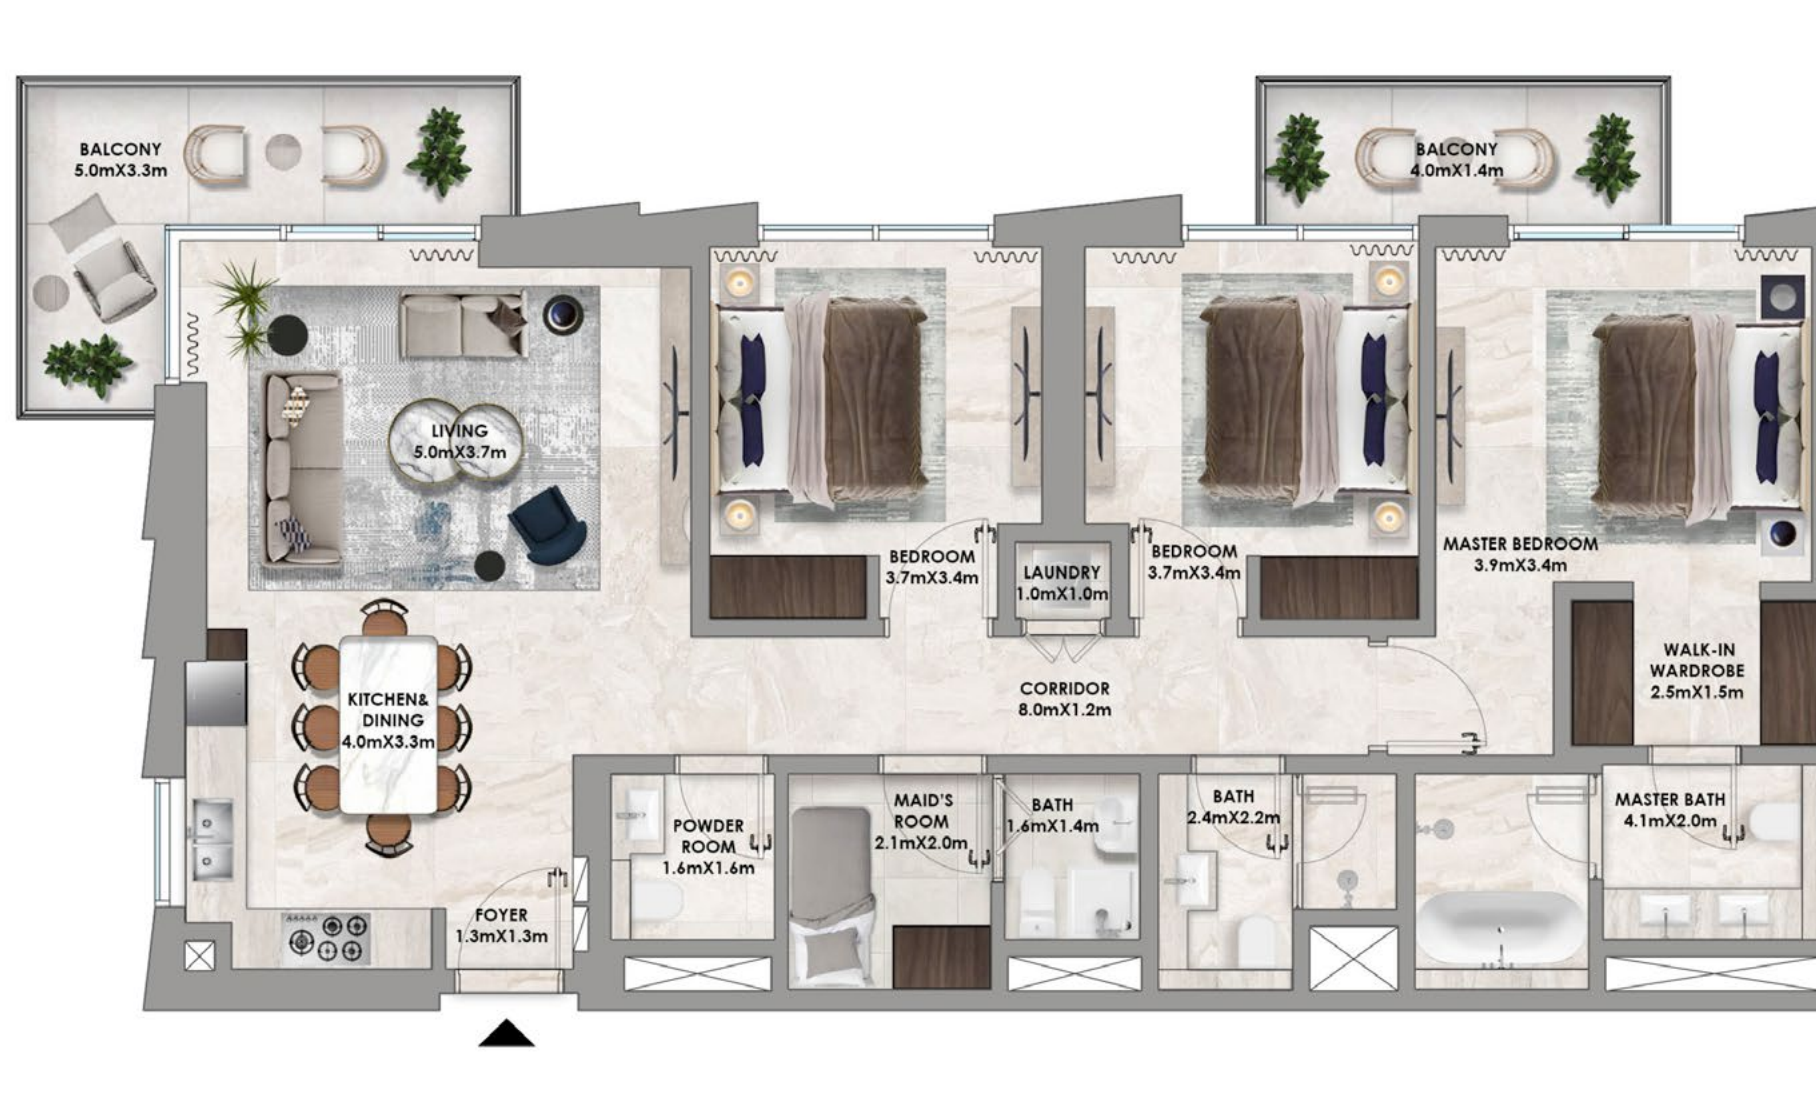 BALCONY
5.0mX3.3m
BALCONY
4.0mX1.4m
LIVING
5.0mX3.7m
BEDROOM
3.7mX3.4m
LAUNDRY
1.0mX1.0m
BEDROOM
3.7mX3.4m
MASTER BEDROOM
3.9mX3.4m
WALK-IN
WARDROBE
2.5mX1.5m
KITCHEN&
DINING
4.0mX3.3m
CORRIDOR
8.0mX1.2m
POWDER
ROOM
1.6mX1.6m
MAID'S
ROOM
2.1mX2.0m
BATH
1.6mX1.4m
BATH
2.4mX2.2m
MASTER BATH
4.1mX2.0m
FOYER
1.3mX1.3m